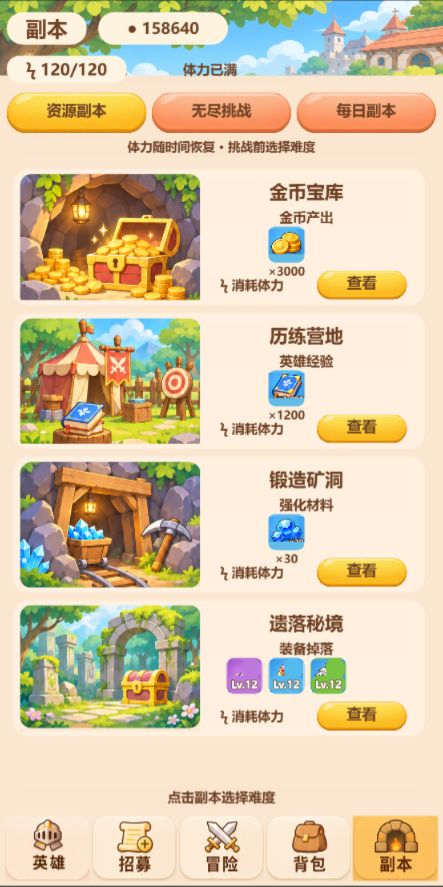 副本
158640
120/120
体力已满
资源副本
无尽挑战
每日副本
体力随时间恢复·挑战前选择难度
金币宝库
金币产出
×3000
消耗体力
查看
历练营地
英雄经验
×1200
消耗体力
查看
锻造矿洞
强化材料
×30
消耗体力
查看
遗落秘境
装备掉落
Lv.12
Lv.12
Lv.12
消耗体力
查看
点击副本选择难度
英雄
招募
冒险
背包
副本